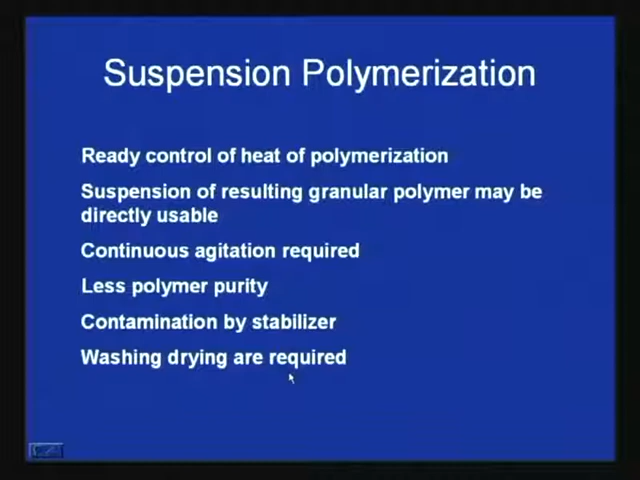 Suspension Polymerization
Ready control of heat of polymerization
Suspension of resulting granular polymer may be
directly usable
Continuous agitation required
Less polymer purity
Contamination by stabilizer
Washing drying are required